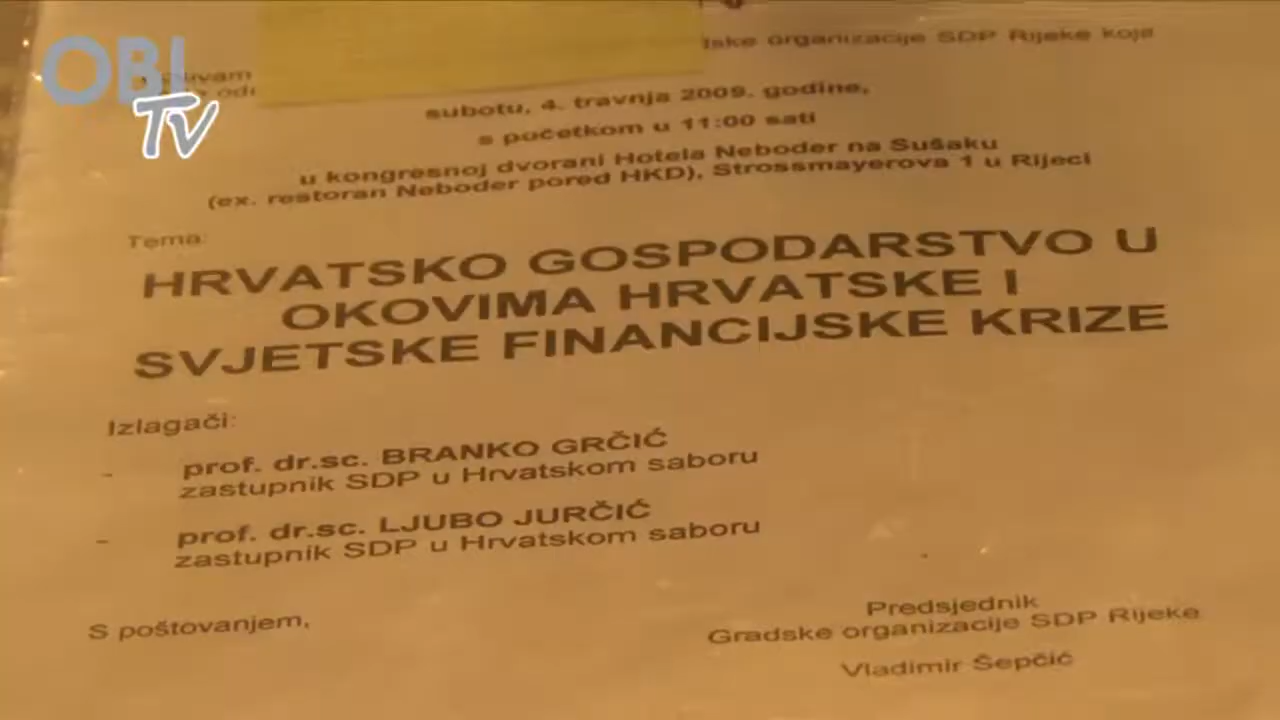 OBI
TV
organizacije SDP Rijeke koja
subotu, 4. travnja 2009. godine,
s početkom u 11:00 sati
u kongresnoj dvorani Hotela Neboder na Sušaku
(ex. restoran Neboder pored HKD), Strossmayerova 1 u Rijeci
Tema:
HRVATSKO GOSPODARSTVO U
OKOVIMA HRVATSKE I
SVJETSKE FINANCIJSKE KRIZE
Izlagači:
- prof. dr.sc. BRANKO GRČIĆ
zastupnik SDP u Hrvatskom saboru
- prof. dr.sc. LJUBO JURČIĆ
zastupnik SDP u Hrvatskom saboru
S poštovanjem,
Predsjednik
Gradske organizacije SDP Rijeke
Vladimir Šepčić